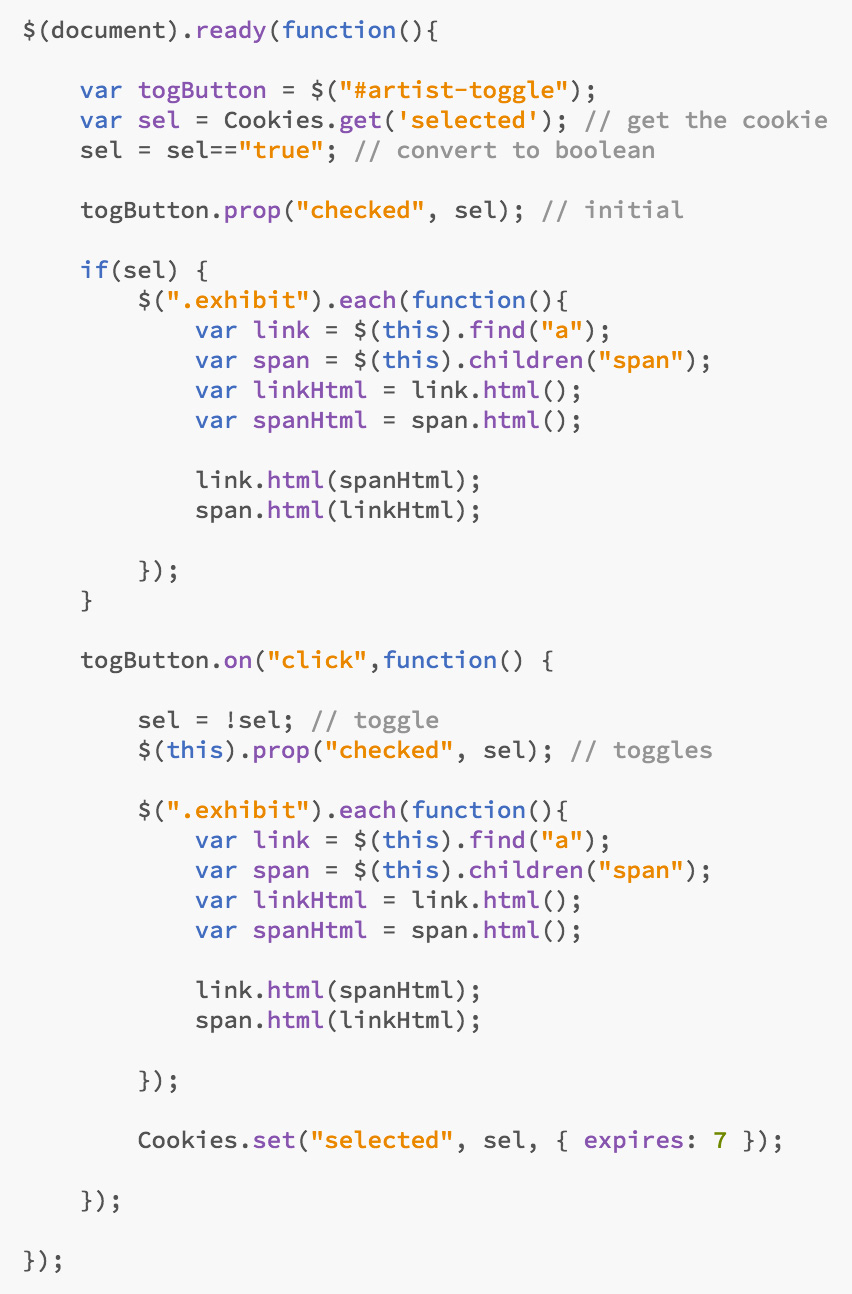 $(document).ready(function(){
var togButton = $("#artist-toggle");
var sel = Cookies.get('selected'); // get the cookie
sel = sel=="true"; // convert to boolean
togButton.prop("checked", sel); // initial
if(sel) {
$(".exhibit").each(function(){
var link = $(this).find("a");
var span = $(this).children("span");
var linkHtml = link.html();
var spanHtml = span.html();
link.html(spanHtml);
span.html(linkHtml);
});
}
togButton.on("click",function() {
sel = !sel; // toggle
$(this).prop("checked", sel); // toggles
$(".exhibit").each(function(){
var link = $(this).find("a");
var span = $(this).children("span");
var linkHtml = link.html();
var spanHtml = span.html();
link.html(spanHtml);
span.html(linkHtml);
});
Cookies.set("selected", sel, { expires: 7 });
});
});